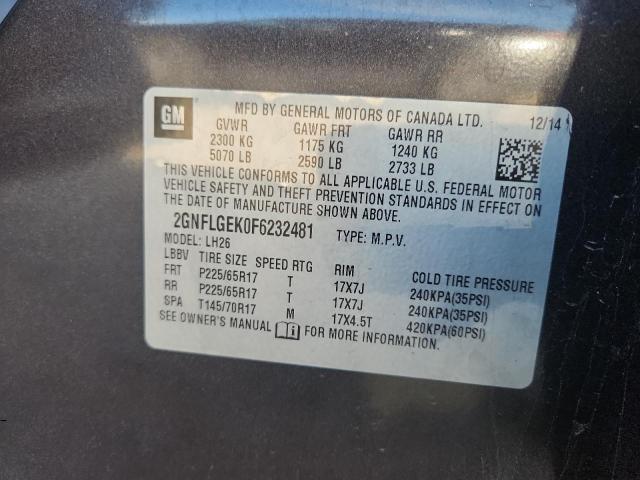 GM
MFD BY GENERAL MOTORS OF CANADA LTD. 12/14
GVWR GAWR FRT GAWR RR
2300 KG 1175 KG 1240 KG
5070 LB 2590 LB 2733 LB
THIS VEHICLE CONFORMS TO ALL APPLICABLE U.S. FEDERAL MOTOR
VEHICLE SAFETY AND THEFT PREVENTION STANDARDS IN EFFECT ON
THE DATE OF MANUFACTURE SHOWN ABOVE.
2GNFLGEK0F6232481 TYPE: M.P.V.
MODEL: LH26
LBBV TIRE SIZE SPEED RTG RIM COLD TIRE PRESSURE
FRT P225/65R17 T 17X7J 240KPA(35PSI)
RR P225/65R17 T 17X7J 240KPA(35PSI)
SPA T145/70R17 M 17X4.5T 420KPA(60PSI)
SEE OWNER'S MANUAL FOR MORE INFORMATION.